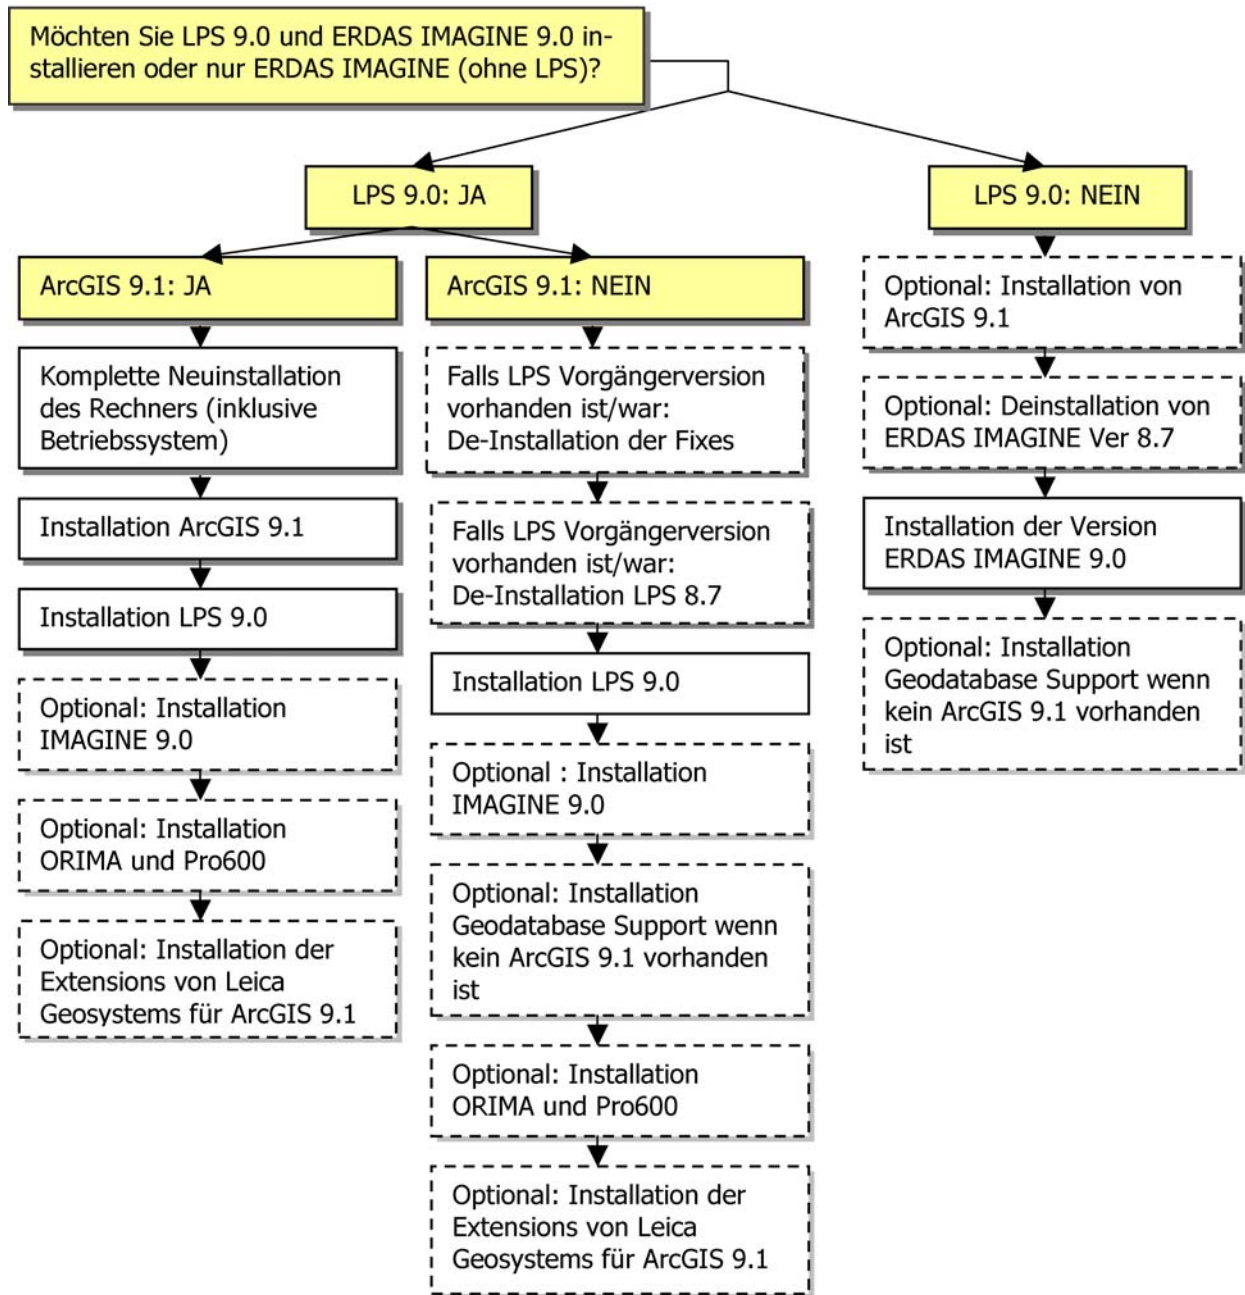 Möchten Sie LPS 9.0 und ERDAS IMAGINE 9.0 in-
stallieren oder nur ERDAS IMAGINE (ohne LPS)?
LPS 9.0: JA
LPS 9.0: NEIN
ArcGIS 9.1: JA
Komplette Neuinstallation
des Rechners (inklusive
Betriebssystem)
Installation ArcGIS 9.1
Installation LPS 9.0
Optional: Installation
IMAGINE 9.0
Optional: Installation
ORIMA und Pro600
Optional: Installation der
Extensions von Leica
Geosystems für ArcGIS 9.1
ArcGIS 9.1: NEIN
Falls LPS Vorgängerversion
vorhanden ist/war:
De-Installation der Fixes
Falls LPS Vorgängerversion
vorhanden ist/war:
De-Installation LPS 8.7
Installation LPS 9.0
Optional : Installation
IMAGINE 9.0
Optional: Installation
Geodatabase Support wenn
kein ArcGIS 9.1 vorhanden
ist
Optional: Installation
ORIMA und Pro600
Optional: Installation der
Extensions von Leica
Geosystems für ArcGIS 9.1
Optional: Installation von
ArcGIS 9.1
Optional: Deinstallation von
ERDAS IMAGINE Ver 8.7
Installation der Version
ERDAS IMAGINE 9.0
Optional: Installation
Geodatabase Support wenn
kein ArcGIS 9.1 vorhanden
ist